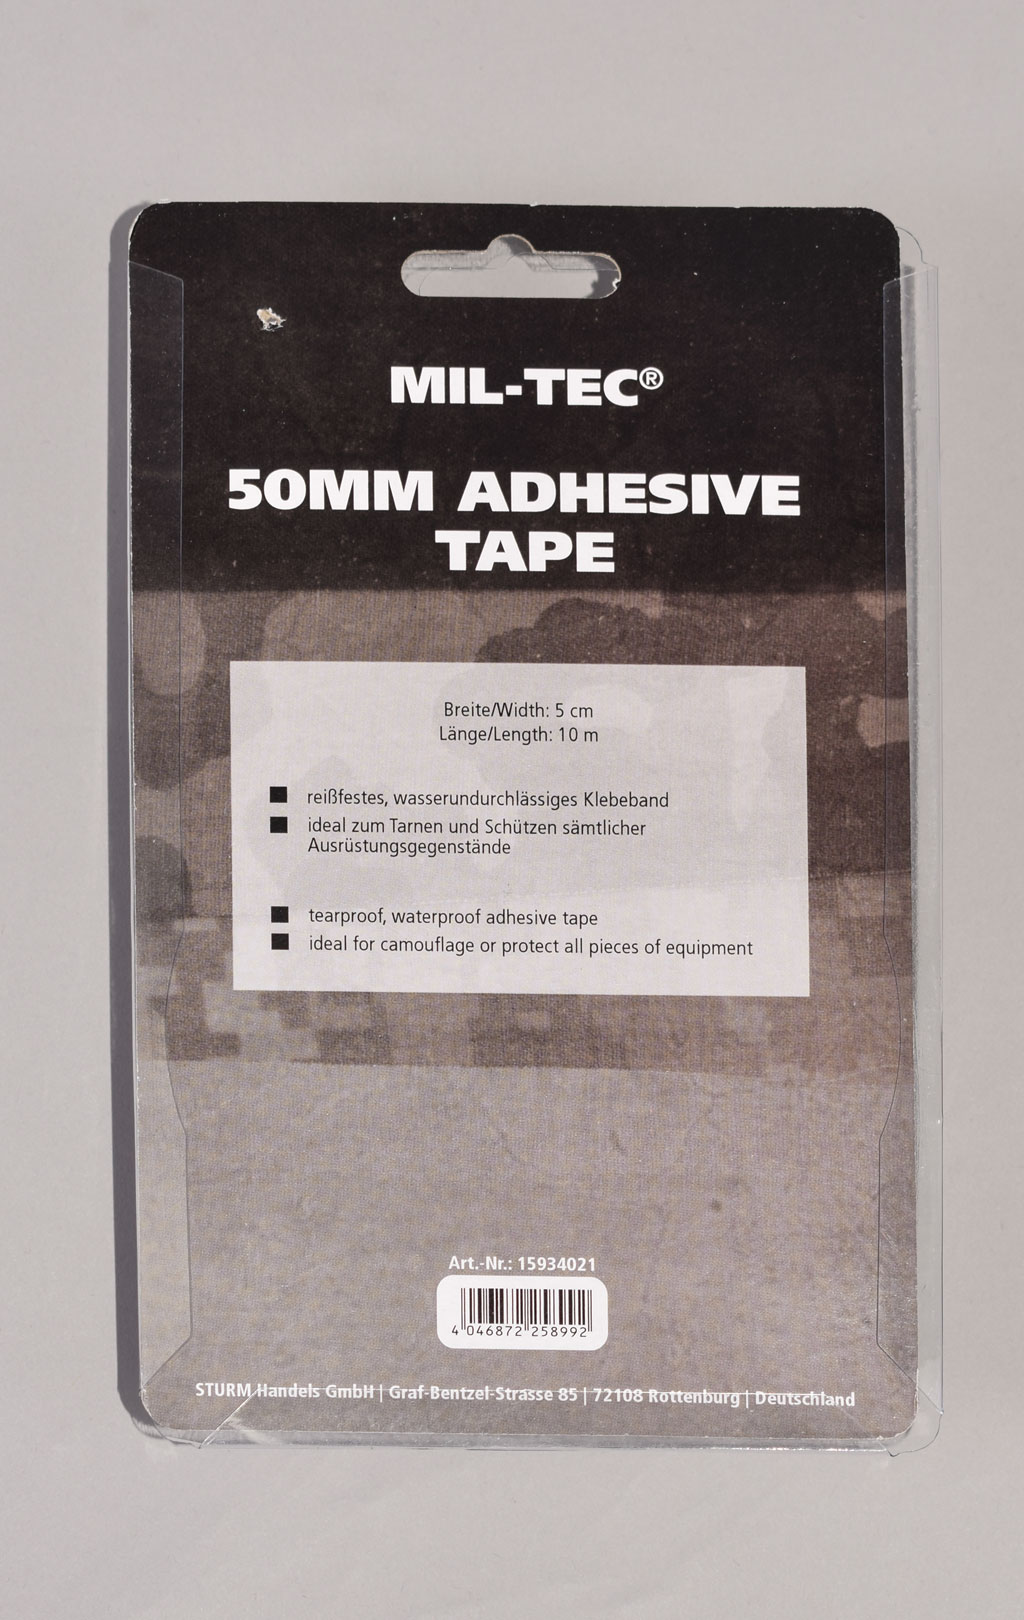 MIL-TEC®
50MM ADHESIVE
TAPE
Breite/Width: 5 cm
Länge/Length: 10 m
■ reißfestes, wasserundurchlässiges Klebeband
■ ideal zum Tarnen und Schützen sämtlicher
Ausrüstungsgegenstände
■ tearproof, waterproof adhesive tape
■ ideal for camouflage or protect all pieces of equipment
Art.-Nr.: 15934021
4 046872 258992
STURM Handels GmbH | Graf-Bentzel-Strasse 85 | 72108 Rottenburg | Deutschland